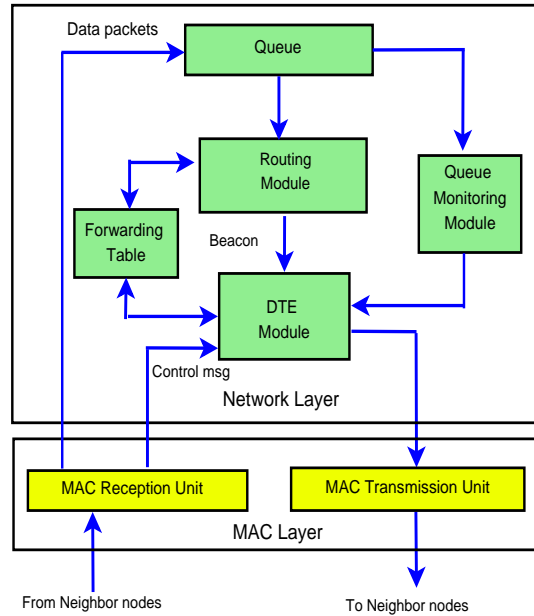 Data packets
Queue
Routing
Module
Queue
Monitoring
Module
Forwarding
Table
Beacon
DTE
Module
Control msg
Network Layer
MAC Reception Unit
MAC Transmission Unit
MAC Layer
From Neighbor nodes
To Neighbor nodes